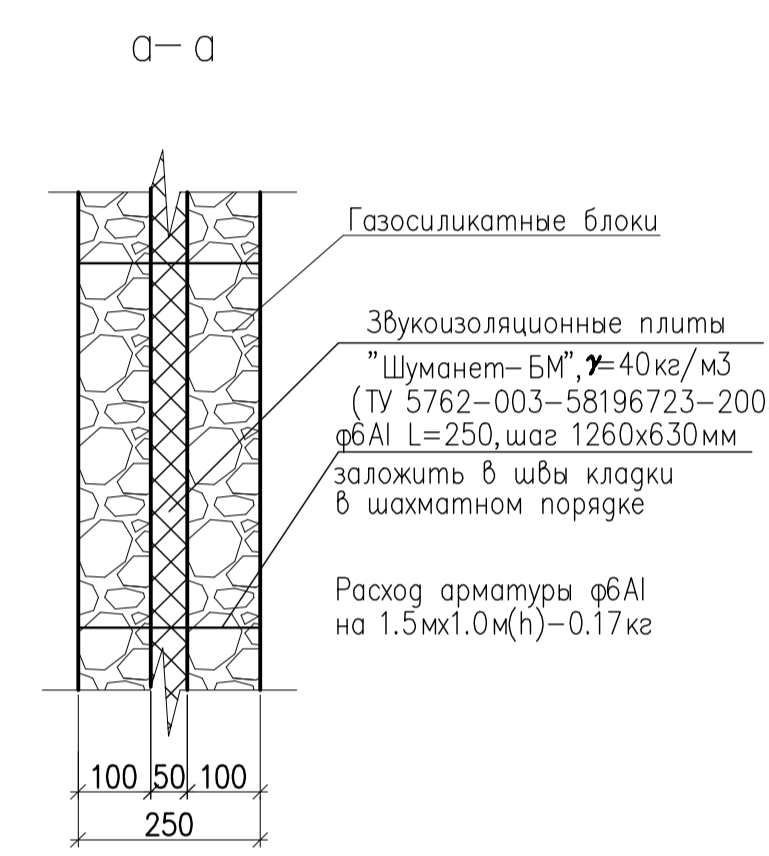 а–а
Газосиликатные блоки
Звукоизоляционные плиты
"Шуманет–БМ", γ=40кг/м3
(ТУ 5762–003–58196723–200
ф6АI L=250, шаг 1260х630мм
заложить в швы кладки
в шахматном порядке
Расход арматуры ф6АI
на 1.5мх1.0м(h)–0.17кг
100 50 100
250